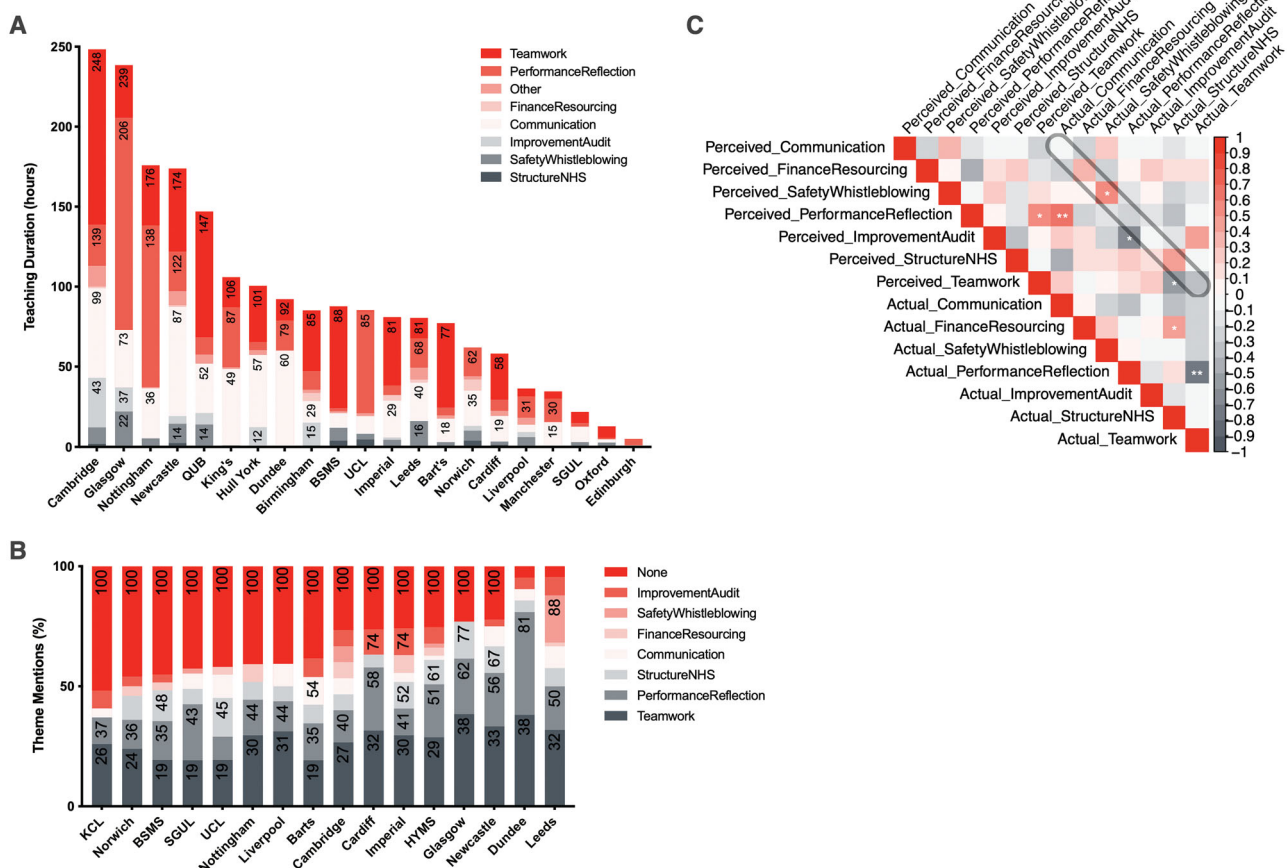 A
Teaching Duration (hours)
250
200
150
100
50
0
Teamwork
PerformanceReflection
Other
FinanceResourcing
Communication
ImprovementAudit
SafetyWhistleblowing
StructureNHS
248
139
99
43
239
206
73
37
22
176
138
36
174
122
87
14
147
52
14
106
87
49
101
57
12
92
79
60
85
29
15
88
85
81
29
81
68
40
16
77
18
62
35
58
19
31
30
15
Cambridge
Glasgow
Nottingham
Newcastle
QUB
King's
Hull York
Dundee
Birmingham
BSMS
UCL
Imperial
Leeds
Bart's
Norwich
Cardiff
Liverpool
Manchester
SGUL
Oxford
Edinburgh
B
Theme Mentions (%)
100
50
0
None
ImprovementAudit
SafetyWhistleblowing
FinanceResourcing
Communication
StructureNHS
PerformanceReflection
Teamwork
100
37
26
100
36
24
100
48
35
19
100
43
19
100
45
19
100
44
30
100
44
31
100
54
35
19
100
40
27
100
74
58
32
100
74
52
41
30
100
61
51
29
100
77
62
38
100
67
56
33
81
38
88
50
32
KCL
Norwich
BSMS
SGUL
UCL
Nottingham
Liverpool
Barts
Cambridge
Cardiff
Imperial
HYMS
Glasgow
Newcastle
Dundee
Leeds
C
Perceived_Communication
Perceived_StructureNHS
Perceived_Teamwork
Actual_Communication
Actual_FinanceResourcing
Actual_ImprovementAudit
Actual_StructureNHS
Actual_Teamwork
Perceived_Communication
Perceived_FinanceResourcing
Perceived_SafetyWhistleblowing
*
Perceived_PerformanceReflection
* **
Perceived_ImprovementAudit
*
Perceived_StructureNHS
Perceived_Teamwork
*
Actual_Communication
Actual_FinanceResourcing
*
Actual_SafetyWhistleblowing
Actual_PerformanceReflection
**
Actual_ImprovementAudit
Actual_StructureNHS
Actual_Teamwork
1
0.9
0.8
0.7
0.6
0.5
0.4
0.3
0.2
0.1
0
-0.1
-0.2
-0.3
-0.4
-0.5
-0.6
-0.7
-0.8
-0.9
-1